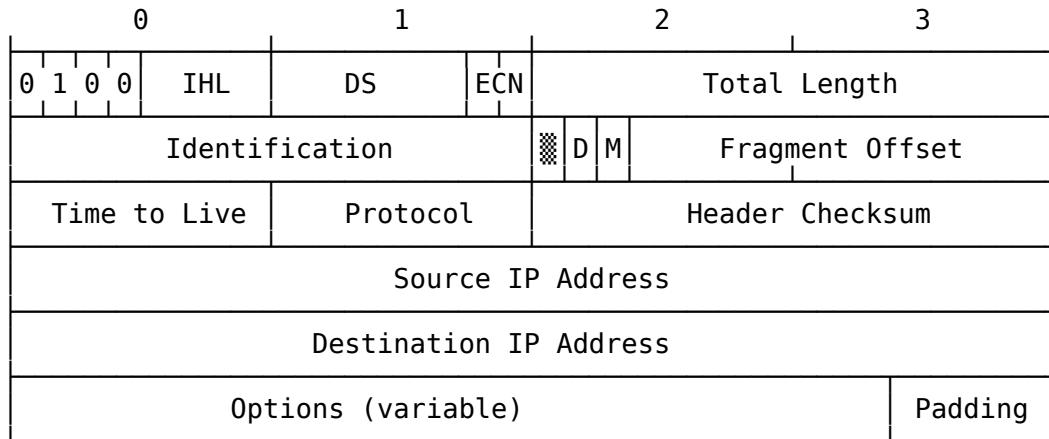 0 1 2 3
0 1 0 0 IHL DS ECN Total Length
Identification D M Fragment Offset
Time to Live Protocol Header Checksum
Source IP Address
Destination IP Address
Options (variable) Padding